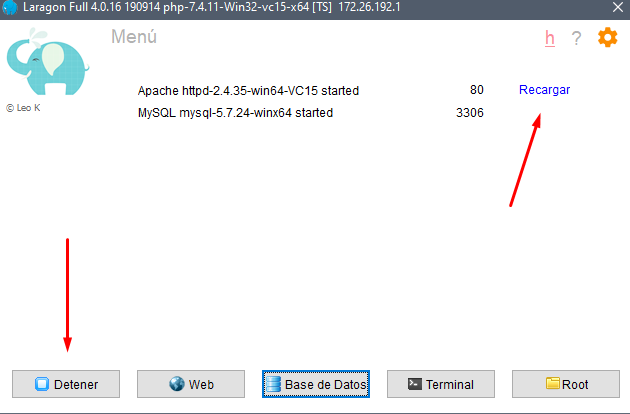 Laragon Full 4.0.16 190914 php-7.4.11-Win32-vc15-x64 [TS] 172.26.192.1
Menú h ?
Apache httpd-2.4.35-win64-VC15 started 80 Recargar
© Leo K
MySQL mysql-5.7.24-winx64 started 3306
Detener Web Base de Datos Terminal Root